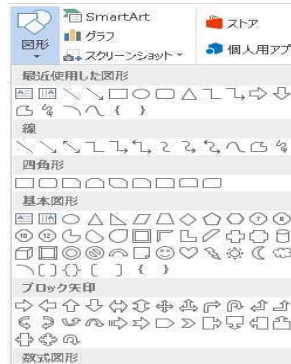 SmartArt
ストア
グラフ
図形
スクリーンショット
個人用アプ
最近使用した図形
線
四角形
基本図形
ブロック矢印
数式図形